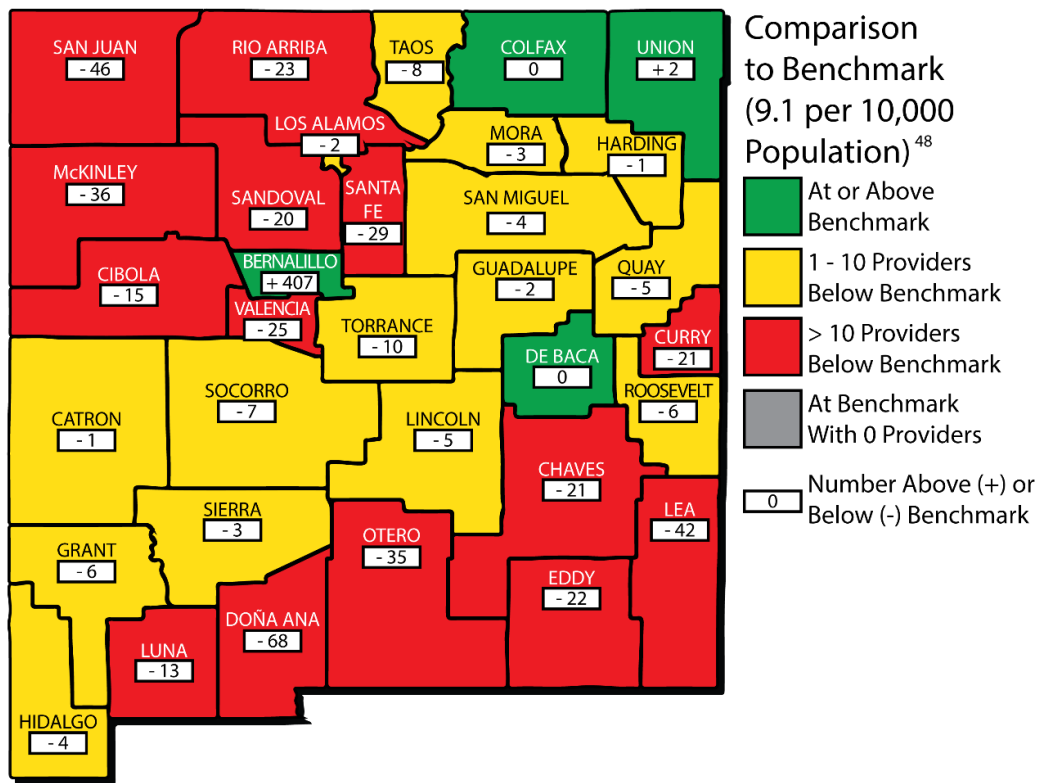 Comparison
to Benchmark
(9.1 per 10,000
Population) 48
At or Above
Benchmark
1 - 10 Providers
Below Benchmark
> 10 Providers
Below Benchmark
At Benchmark
With 0 Providers
0
Number Above (+) or
Below (-) Benchmark
SAN JUAN
- 46
RIO ARRIBA
- 23
TAOS
- 8
COLFAX
0
UNION
+ 2
LOS ALAMOS
- 2
MORA
- 3
HARDING
- 1
McKINLEY
- 36
SANDOVAL
- 20
SANTA
FE
- 29
SAN MIGUEL
- 4
CIBOLA
- 15
BERNALILLO
+ 407
GUADALUPE
- 2
QUAY
- 5
VALENCIA
- 25
TORRANCE
- 10
CURRY
- 21
DE BACA
0
ROOSEVELT
- 6
CATRON
- 1
SOCORRO
- 7
LINCOLN
- 5
CHAVES
- 21
LEA
- 42
SIERRA
- 3
OTERO
- 35
GRANT
- 6
EDDY
- 22
DOÑA ANA
- 68
LUNA
- 13
HIDALGO
- 4